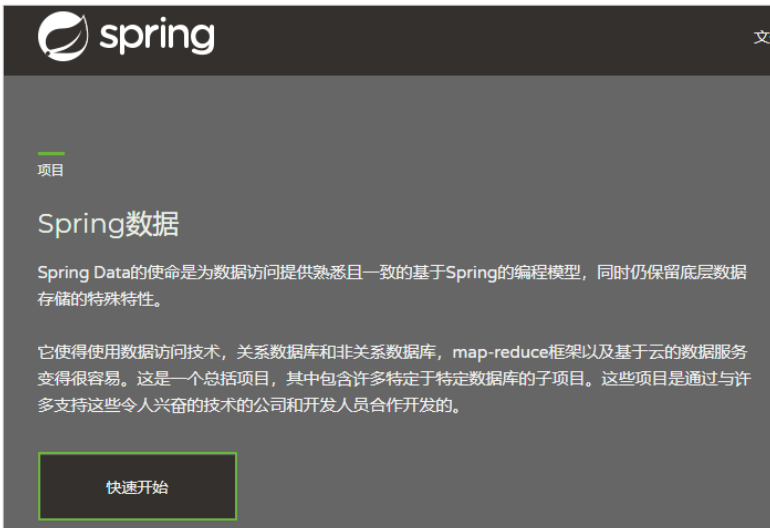 spring
文
项目
Spring数据
Spring Data的使命是为数据访问提供熟悉且一致的基于Spring的编程模型，同时仍保留底层数据
存储的特殊特性。
它使得使用数据访问技术，关系数据库和非关系数据库，map-reduce框架以及基于云的数据服务
变得很容易。这是一个总括项目，其中包含许多特定于特定数据库的子项目。这些项目是通过与许
多支持这些令人兴奋的技术的公司和开发人员合作开发的。
快速开始